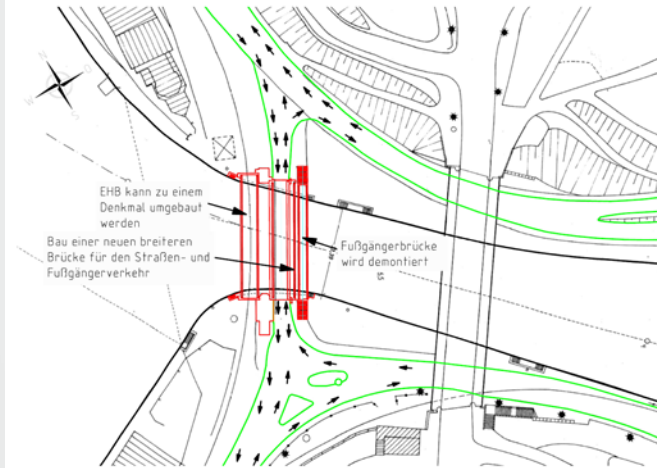 N
O
S
W
EHB kann zu einem
Denkmal umgebaut
werden
Bau einer neuen breiteren
Brücke für den Straßen- und
Fußgängerverkehr
Fußgängerbrücke
wird demontiert